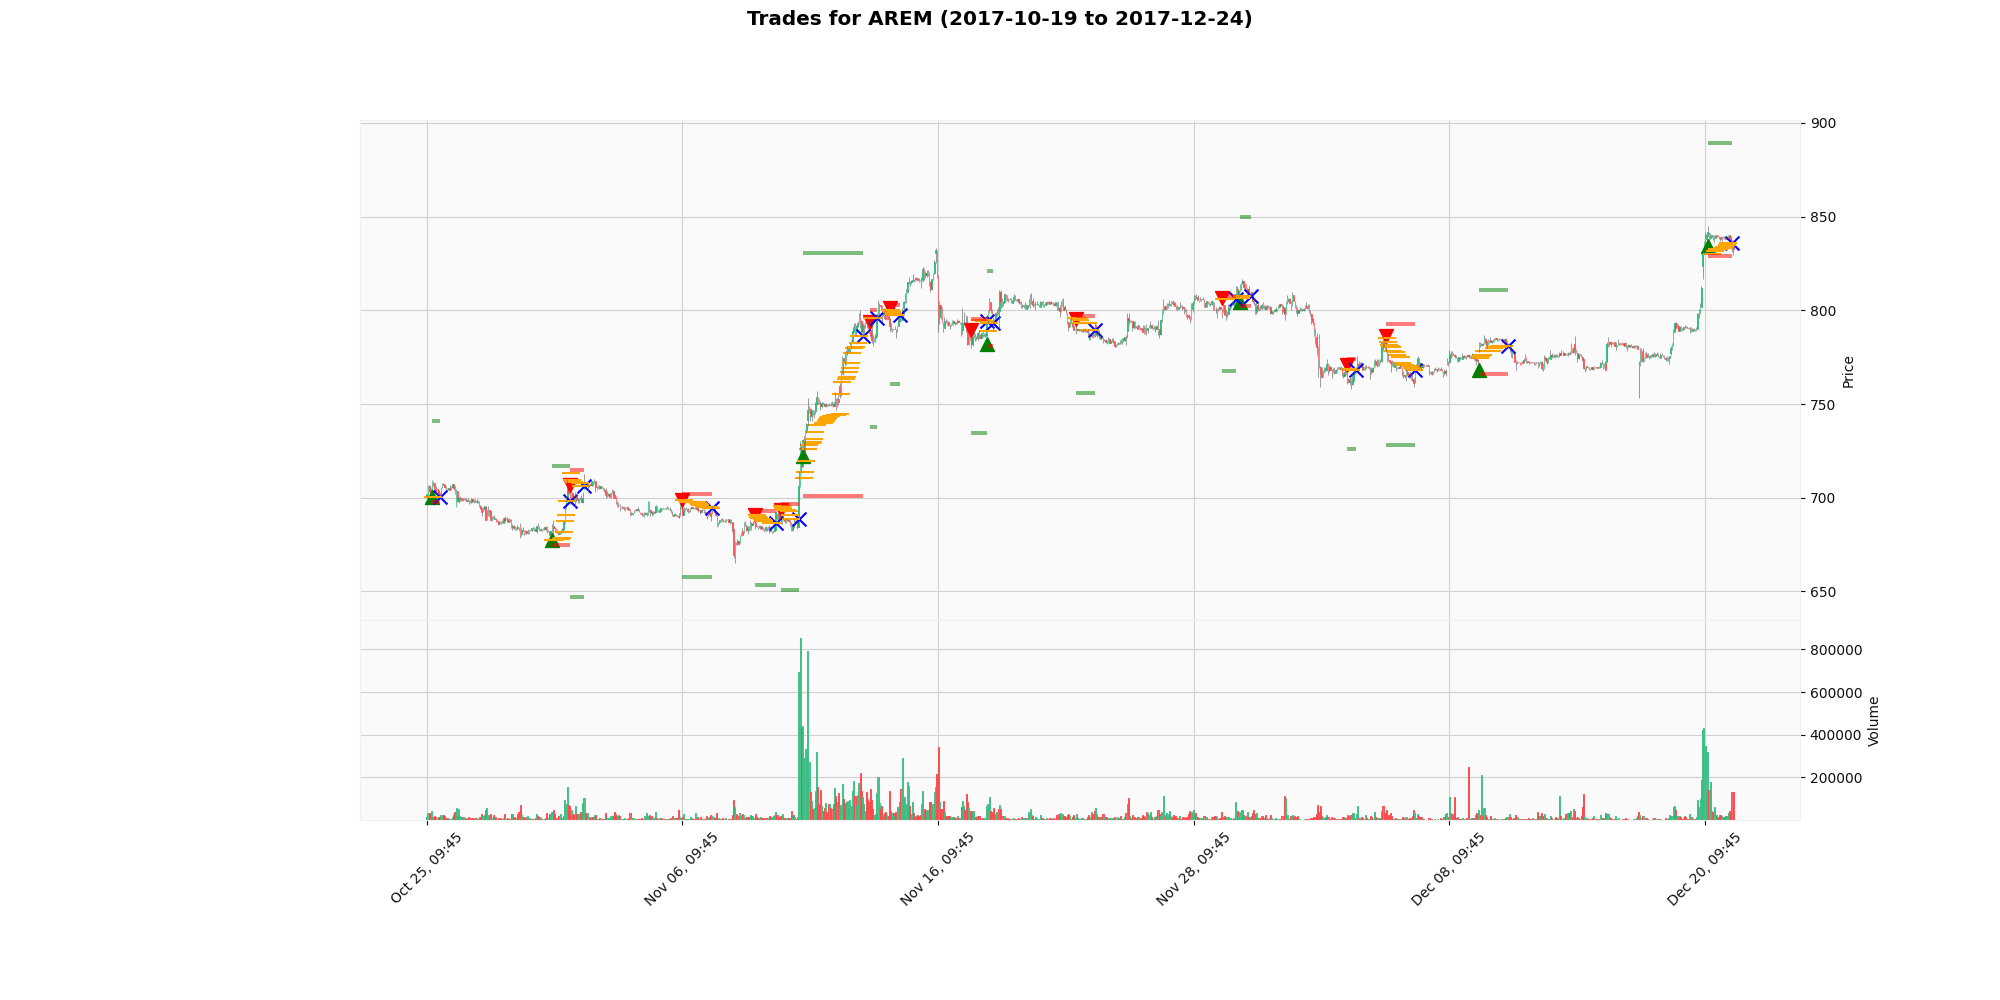 Trades for AREM (2017-10-19 to 2017-12-24)
900
850
800
750
700
650
Price
800000
600000
400000
200000
Volume
Oct 25, 09:45
Nov 06, 09:45
Nov 16, 09:45
Nov 28, 09:45
Dec 08, 09:45
Dec 20, 09:45